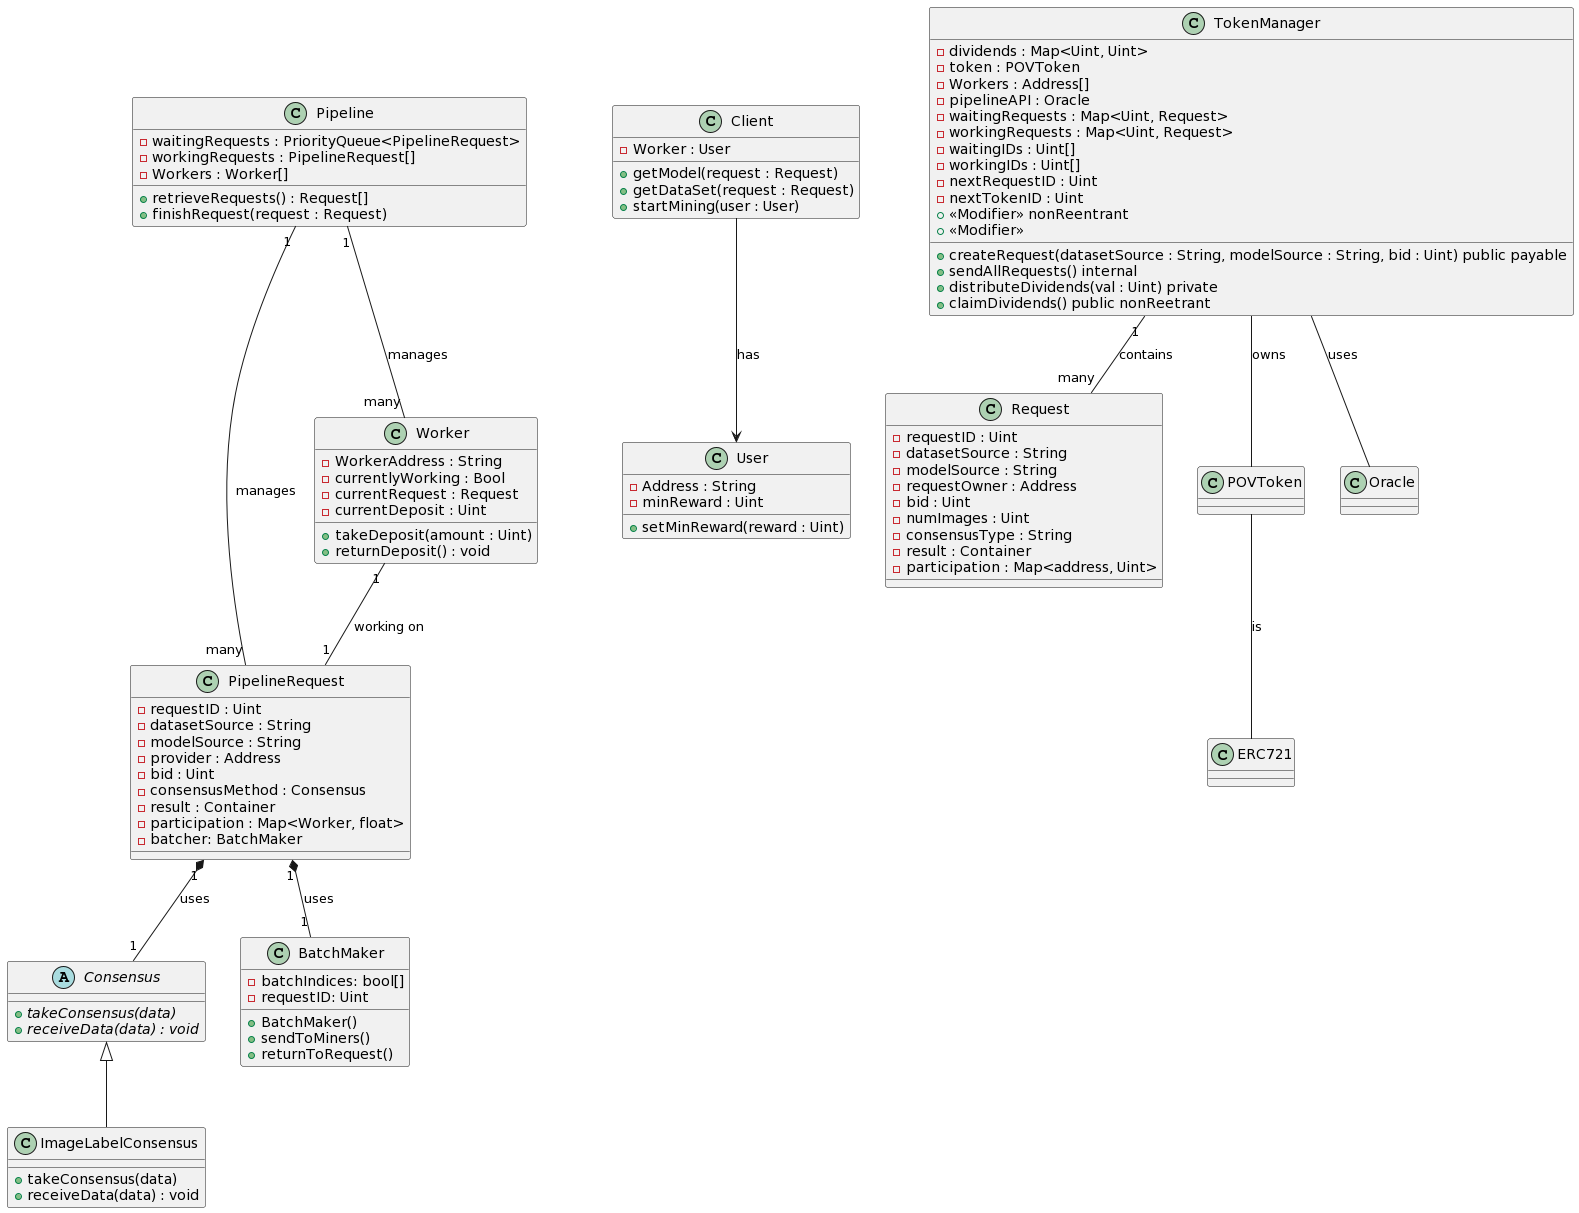 C Pipeline
waitingRequests : PriorityQueue<PipelineRequest>
workingRequests : PipelineRequest[]
Workers : Worker[]
retrieveRequests() : Request[]
finishRequest(request : Request)
C Client
Worker : User
getModel(request : Request)
getDataSet(request : Request)
startMining(user : User)
C TokenManager
dividends : Map<Uint, Uint>
token : POVToken
Workers : Address[]
pipelineAPI : Oracle
waitingRequests : Map<Uint, Request>
workingRequests : Map<Uint, Request>
waitingIDs : Uint[]
workingIDs : Uint[]
nextRequestID : Uint
nextTokenID : Uint
«Modifier» nonReentrant
«Modifier»
createRequest(datasetSource : String, modelSource : String, bid : Uint) public payable
sendAllRequests() internal
distributeDividends(val : Uint) private
claimDividends() public nonReetrant
1
manages
many
1
manages
many
has
1
contains
many
owns
uses
C Worker
WorkerAddress : String
currentlyWorking : Bool
currentRequest : Request
currentDeposit : Uint
takeDeposit(amount : Uint)
returnDeposit() : void
C User
Address : String
minReward : Uint
setMinReward(reward : Uint)
C Request
requestID : Uint
datasetSource : String
modelSource : String
requestOwner : Address
bid : Uint
numImages : Uint
consensusType : String
result : Container
participation : Map<address, Uint>
C POVToken
C Oracle
1
working on
1
is
C PipelineRequest
requestID : Uint
datasetSource : String
modelSource : String
provider : Address
bid : Uint
consensusMethod : Consensus
result : Container
participation : Map<Worker, float>
batcher: BatchMaker
C ERC721
1
uses
1
1
uses
1
A Consensus
takeConsensus(data)
receiveData(data) : void
C BatchMaker
batchIndices: bool[]
requestID: Uint
BatchMaker()
sendToMiners()
returnToRequest()
C ImageLabelConsensus
takeConsensus(data)
receiveData(data) : void